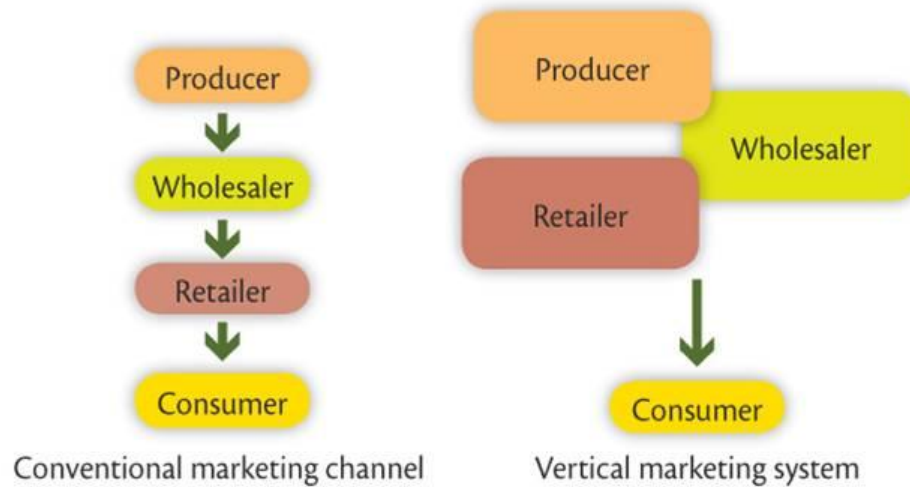 Producer
Wholesaler
Retailer
Consumer
Conventional marketing channel
Producer
Wholesaler
Retailer
Consumer
Vertical marketing system